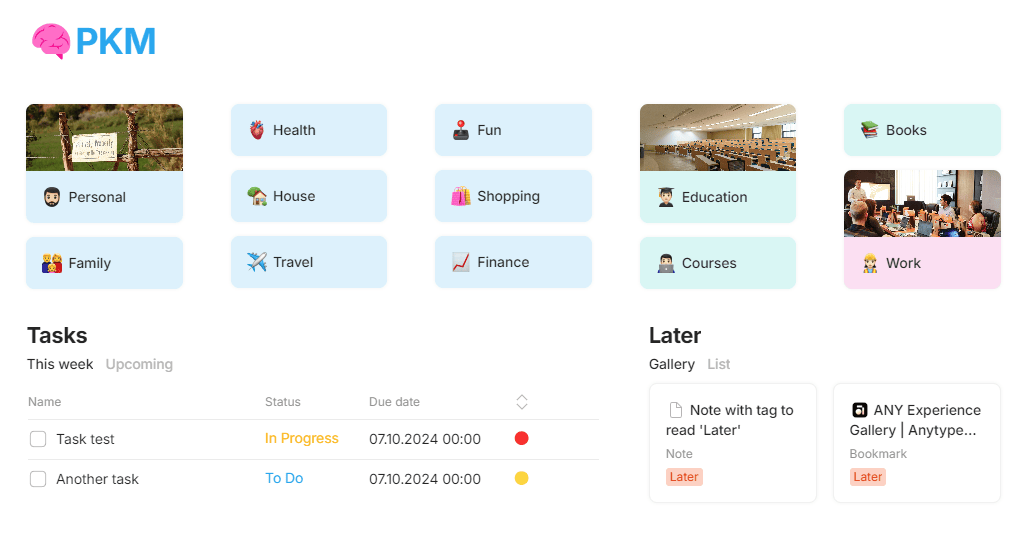 PKM
Personal
Family
Health
House
Travel
Fun
Shopping
Finance
Education
Courses
Books
Work
Tasks
This week Upcoming
Name Status Due date
Task test In Progress 07.10.2024 00:00
Another task To Do 07.10.2024 00:00
Later
Gallery List
Note with tag to
read 'Later'
Note
Later
ANY Experience
Gallery | Anytype...
Bookmark
Later